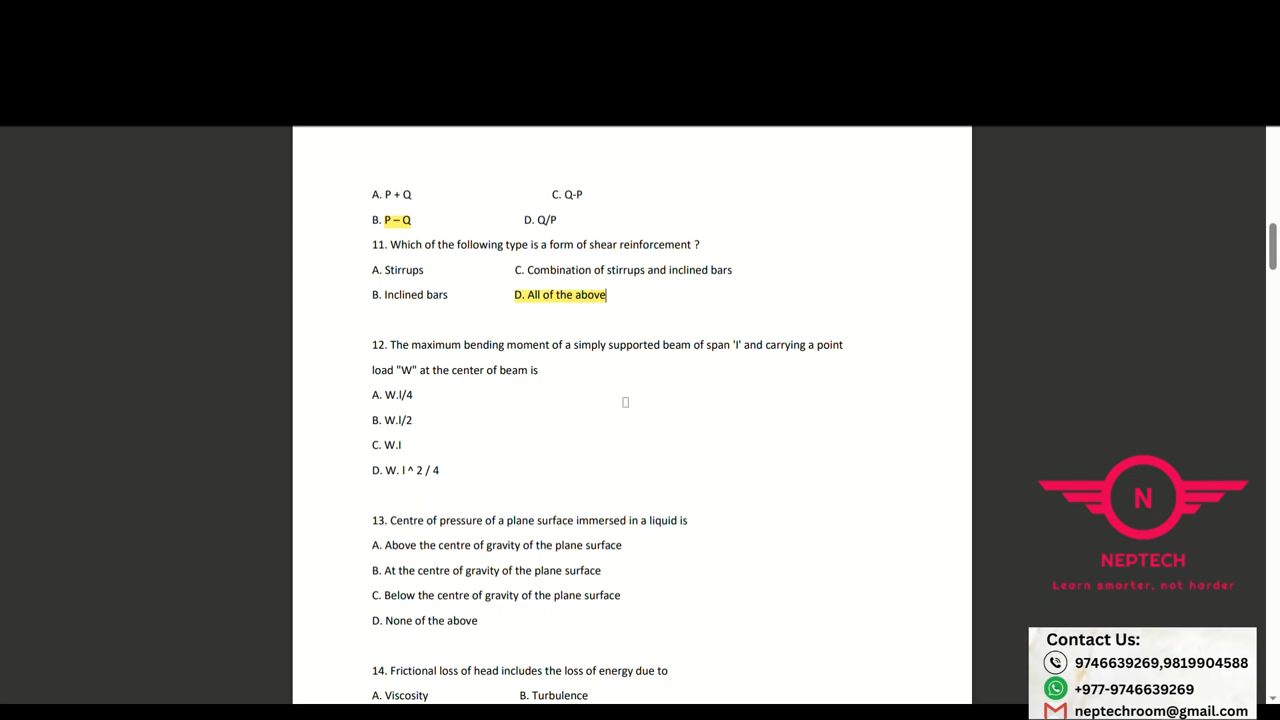 A. P + Q C. Q-P
B. P – Q D. Q/P
11. Which of the following type is a form of shear reinforcement ?
A. Stirrups C. Combination of stirrups and inclined bars
B. Inclined bars D. All of the above
12. The maximum bending moment of a simply supported beam of span 'l' and carrying a point
load "W" at the center of beam is
A. W.l/4
B. W.l/2
C. W.l
D. W. l ^ 2 / 4
13. Centre of pressure of a plane surface immersed in a liquid is
A. Above the centre of gravity of the plane surface
B. At the centre of gravity of the plane surface
C. Below the centre of gravity of the plane surface
D. None of the above
14. Frictional loss of head includes the loss of energy due to
A. Viscosity B. Turbulence
N
NEPTECH
Learn smarter, not harder
Contact Us:
9746639269,9819904588
+977-9746639269
neptechroom@gmail.com